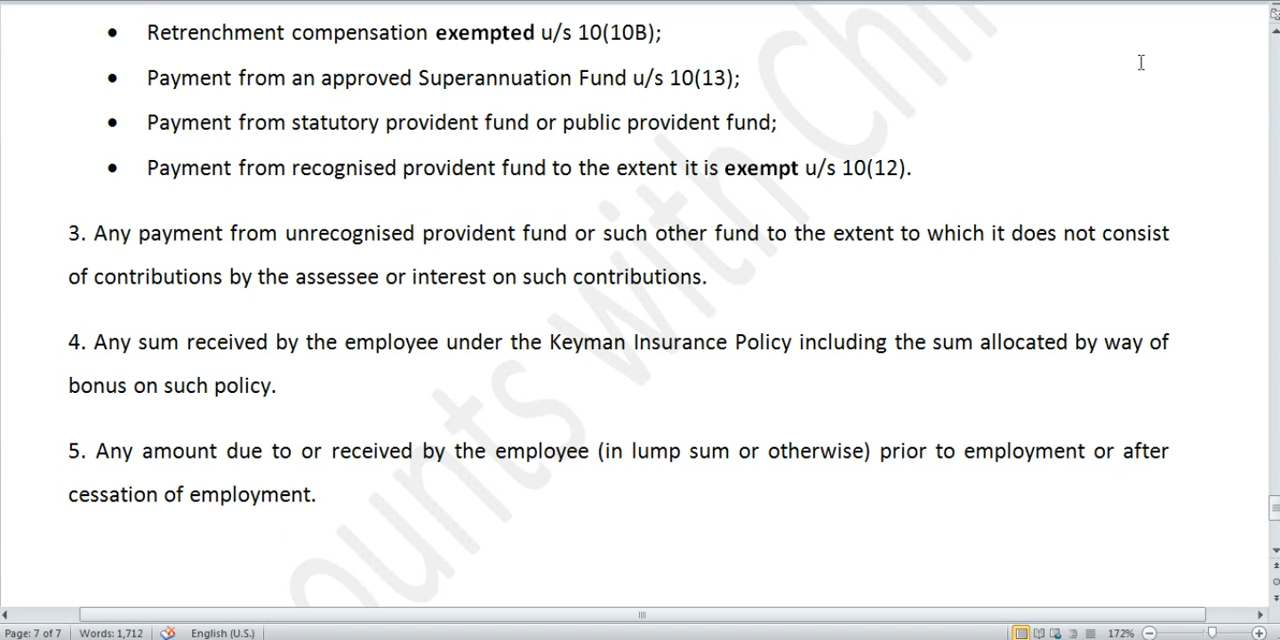 • Retrenchment compensation exempted u/s 10(10B);
• Payment from an approved Superannuation Fund u/s 10(13);
• Payment from statutory provident fund or public provident fund;
• Payment from recognised provident fund to the extent it is exempt u/s 10(12).
3. Any payment from unrecognised provident fund or such other fund to the extent to which it does not consist
of contributions by the assessee or interest on such contributions.
4. Any sum received by the employee under the Keyman Insurance Policy including the sum allocated by way of
bonus on such policy.
5. Any amount due to or received by the employee (in lump sum or otherwise) prior to employment or after
cessation of employment.
ounts with Ch
Page: 7 of 7 Words: 1,712 English (U.S.) 172%